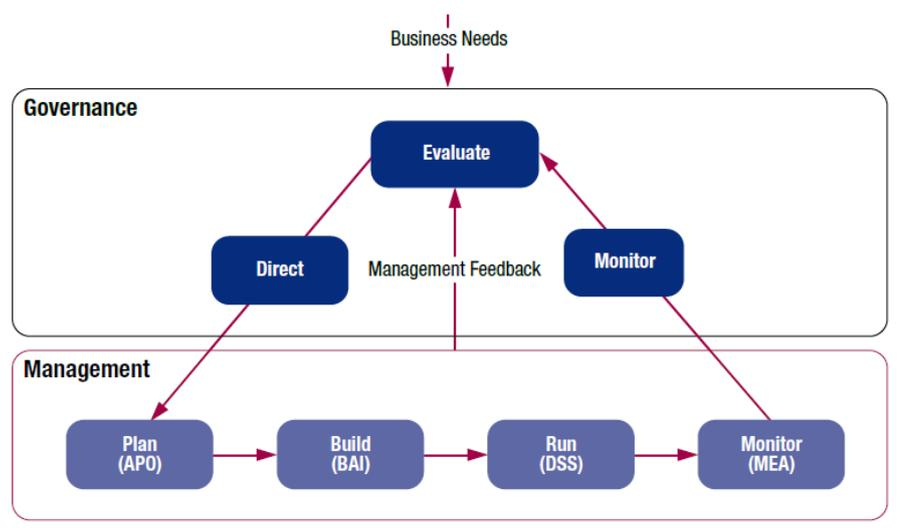 Business Needs
Governance
Evaluate
Direct
Management Feedback
Monitor
Management
Plan
(APO)
Build
(BAI)
Run
(DSS)
Monitor
(MEA)